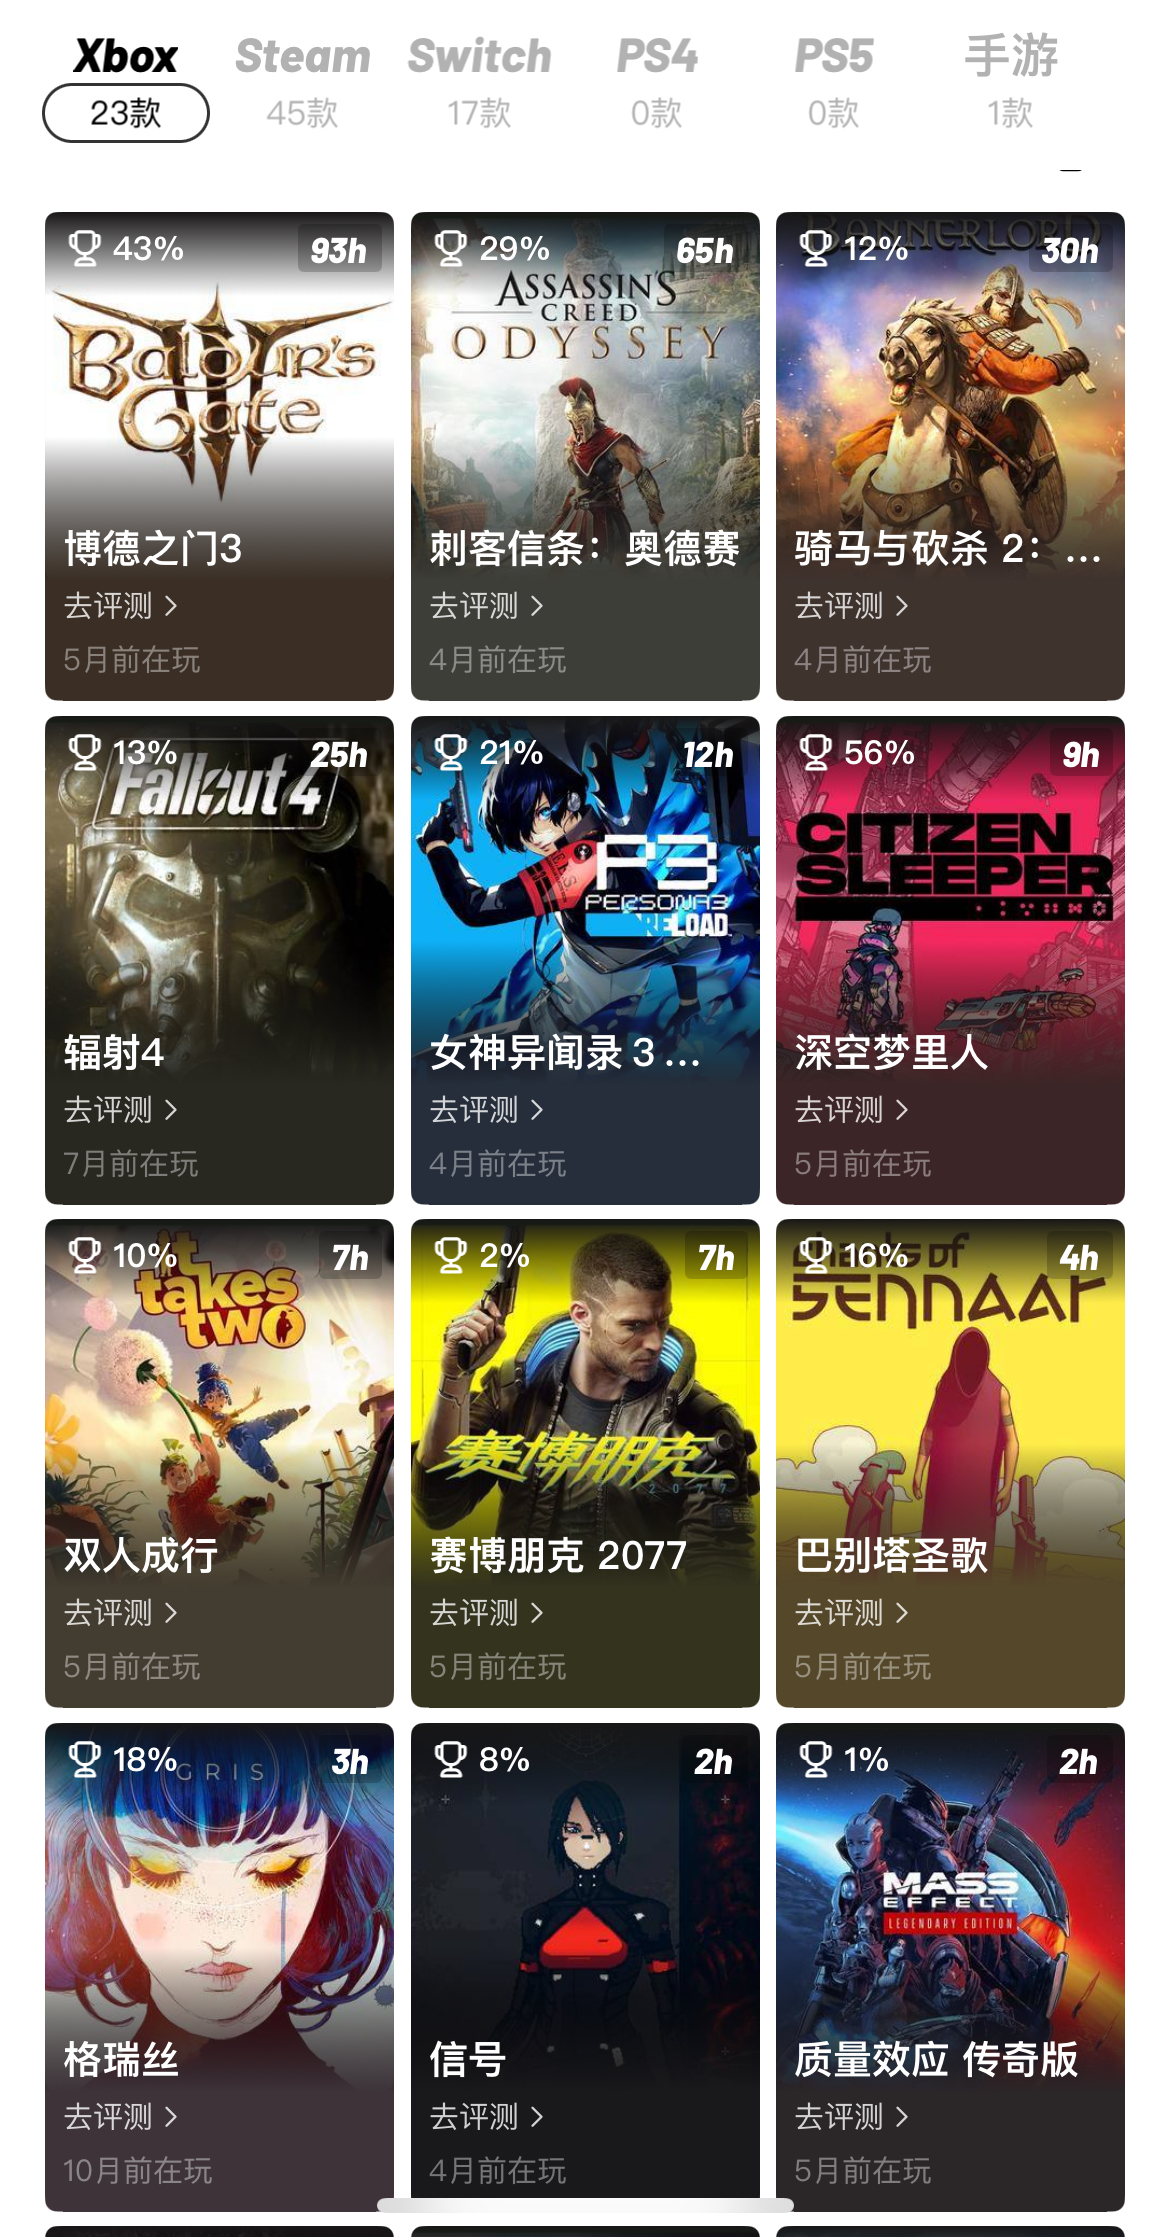 Xbox Steam Switch PS4 PS5 手游
23款 45款 17款 0款 0款 1款
43% 93h
BALDUR'S
GATE
博德之门3
去评测
5月前在玩
29% 65h
ASSASSIN'S
CREED
ODYSSEY
刺客信条：奥德赛
去评测
4月前在玩
12% 30h
BANNERLORD
骑马与砍杀 2：...
去评测
4月前在玩
13% 25h
Fallout 4
辐射4
去评测
7月前在玩
21% 12h
P3
PERSONA3
RELOAD
女神异闻录３...
去评测
4月前在玩
56% 9h
CITIZEN
SLEEPER
深空梦里人
去评测
5月前在玩
10% 7h
it
takes
two
双人成行
去评测
5月前在玩
2% 7h
赛博朋克
2077
赛博朋克 2077
去评测
5月前在玩
16% 4h
of
SENNAAR
巴别塔圣歌
去评测
5月前在玩
18% 3h
GRIS
格瑞丝
去评测
10月前在玩
8% 2h
信号
去评测
4月前在玩
1% 2h
MASS
EFFECT
LEGENDARY EDITION
质量效应 传奇版
去评测
5月前在玩